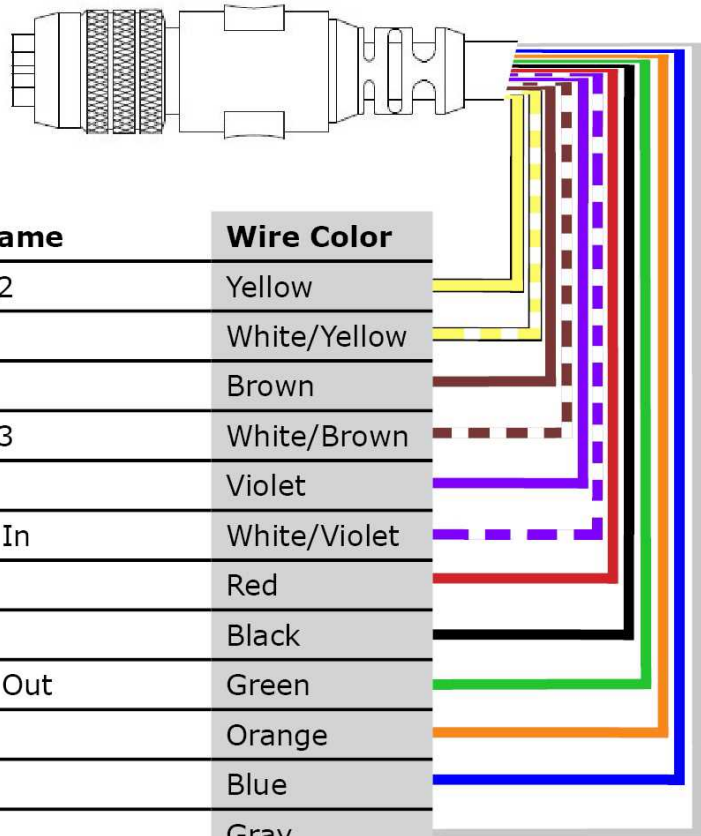 ame Wire Color
2 Yellow
White/Yellow
Brown
3 White/Brown
Violet
In White/Violet
Red
Black
Out Green
Orange
Blue
Gray